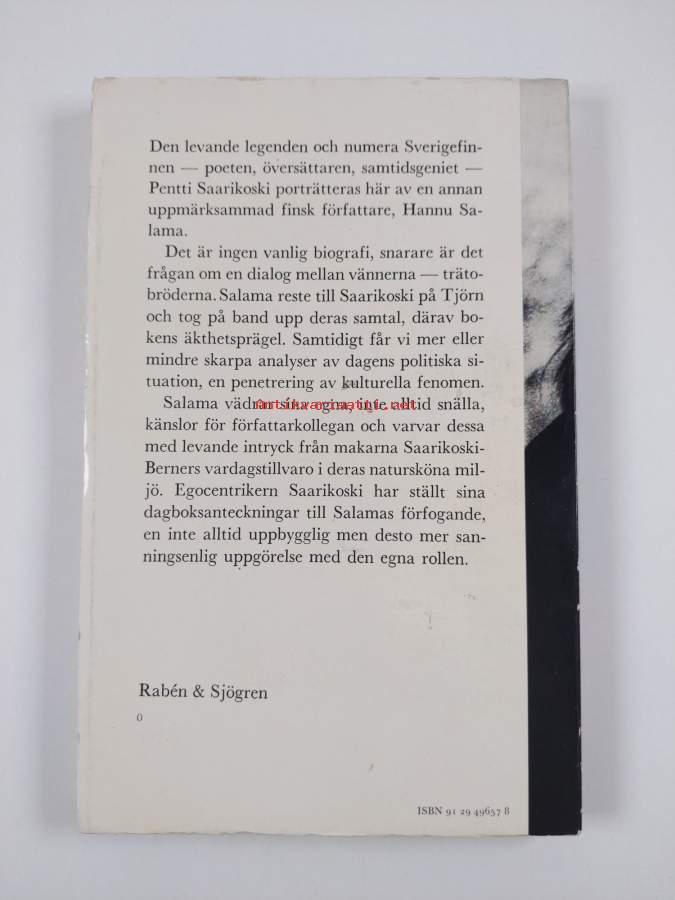 Den levande legenden och numera Sverigefin-
nen — poeten, översättaren, samtidsgeniet —
Pentti Saarikoski porträtteras här av en annan
uppmärksammad finsk författare, Hannu Sa-
lama.
Det är ingen vanlig biografi, snarare är det
frågan om en dialog mellan vännerna — träto-
bröderna. Salama reste till Saarikoski på Tjörn
och tog på band upp deras samtal, därav bo-
kens äkthetsprägel. Samtidigt får vi mer eller
mindre skarpa analyser av dagens politiska si-
tuation, en penetrering av kulturella fenomen.
Salama vädrar sina egna, inte alltid snälla,
Antikvariaatti.net
känslor för författarkollegan och varvar dessa
med levande intryck från makarna Saarikoski-
Berners vardagstillvaro i deras natursköna mil-
jö. Egocentrikern Saarikoski har ställt sina
dagboksanteckningar till Salamas förfogande,
en inte alltid uppbygglig men desto mer san-
ningsenlig uppgörelse med den egna rollen.
Rabén & Sjögren
0
ISBN 91 29 49657 8